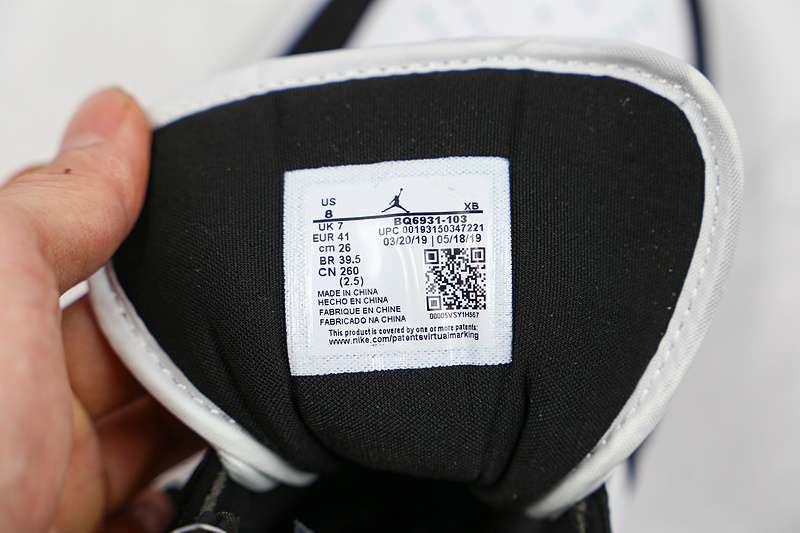 US XB
8 BQ6931-103
UK 7 UPC 00193150347221
EUR 41 03/20/19 | 05/18/19
cm 26
BR 39.5
CN 260
(2.5)
MADE IN CHINA
HECHO EN CHINA
FABRIQUE EN CHINE
FABRICADO NA CHINA
00005VSY1H567
This product is covered by one or more patents:
www.nike.com/patentsvirtualmarking